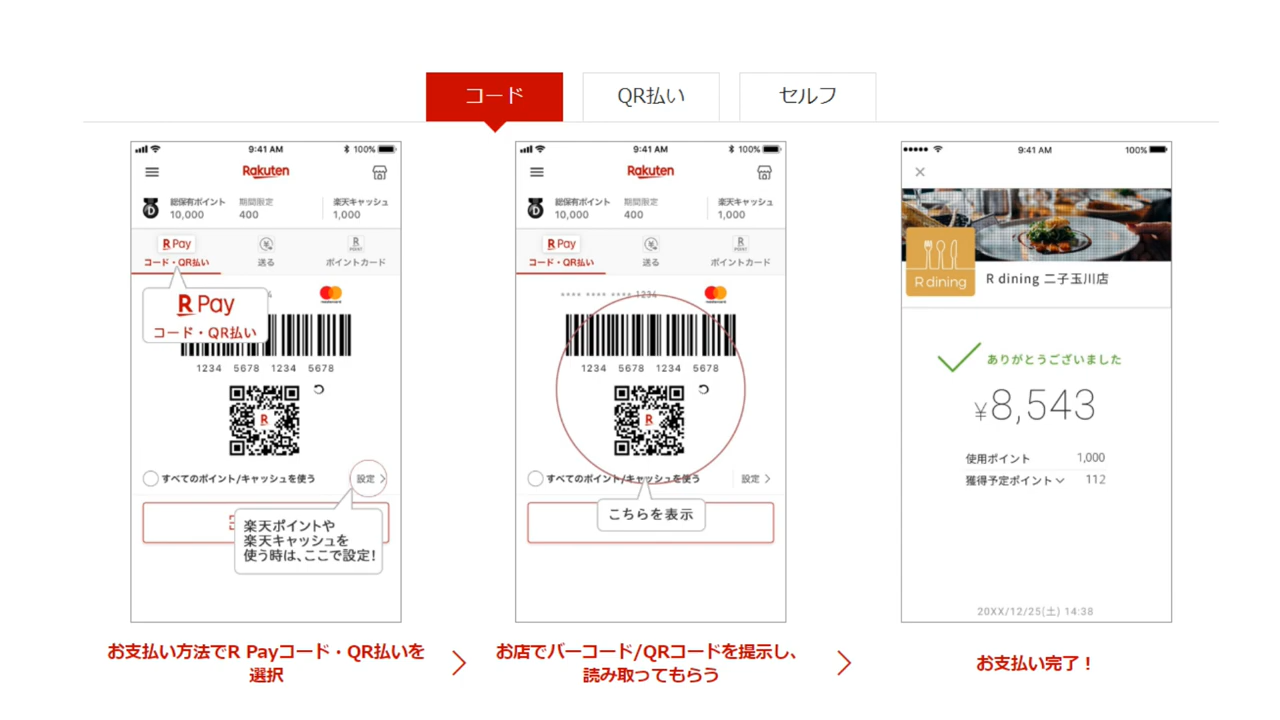 コード
QR払い
セルフ
9:41 AM
100%
Rakuten
D
総保有ポイント
10,000
期間限定
400
楽天キャッシュ
1,000
R Pay
コード・QR払い
送る
R
POINT
ポイントカード
R Pay
コード・QR払い
mastercard
1234 5678 1234 5678
R
すべてのポイント/キャッシュを使う
設定
楽天ポイントや
楽天キャッシュを
使う時は、ここで設定!
お支払い方法でR Payコード・QR払いを
選択
9:41 AM
100%
Rakuten
D
総保有ポイント
10,000
期間限定
400
楽天キャッシュ
1,000
R Pay
コード・QR払い
送る
R
POINT
ポイントカード
**** **** **** 1234
mastercard
1234 5678 1234 5678
R
すべてのポイント/キャッシュを使う
設定
こちらを表示
お店でバーコード/QRコードを提示し、
読み取ってもらう
9:41 AM
100%
R dining
R dining 二子玉川店
ありがとうございました
¥8,543
使用ポイント 1,000
獲得予定ポイント 112
20XX/12/25(土) 14:38
お支払い完了！